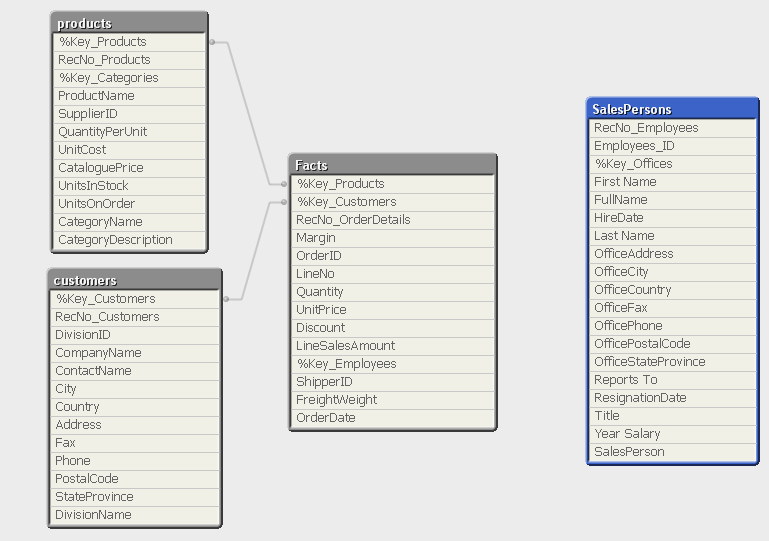 products
%Key_Products
RecNo_Products
%Key_Categories
ProductName
SupplierID
QuantityPerUnit
UnitCost
CataloguePrice
UnitsInStock
UnitsOnOrder
CategoryName
CategoryDescription
customers
%Key_Customers
RecNo_Customers
DivisionID
CompanyName
ContactName
City
Country
Address
Fax
Phone
PostalCode
StateProvince
DivisionName
Facts
%Key_Products
%Key_Customers
RecNo_OrderDetails
Margin
OrderID
LineNo
Quantity
UnitPrice
Discount
LineSalesAmount
%Key_Employees
ShipperID
FreightWeight
OrderDate
SalesPersons
RecNo_Employees
Employees_ID
%Key_Offices
First Name
FullName
HireDate
Last Name
OfficeAddress
OfficeCity
OfficeCountry
OfficeFax
OfficePhone
OfficePostalCode
OfficeStateProvince
Reports To
ResignationDate
Title
Year Salary
SalesPerson